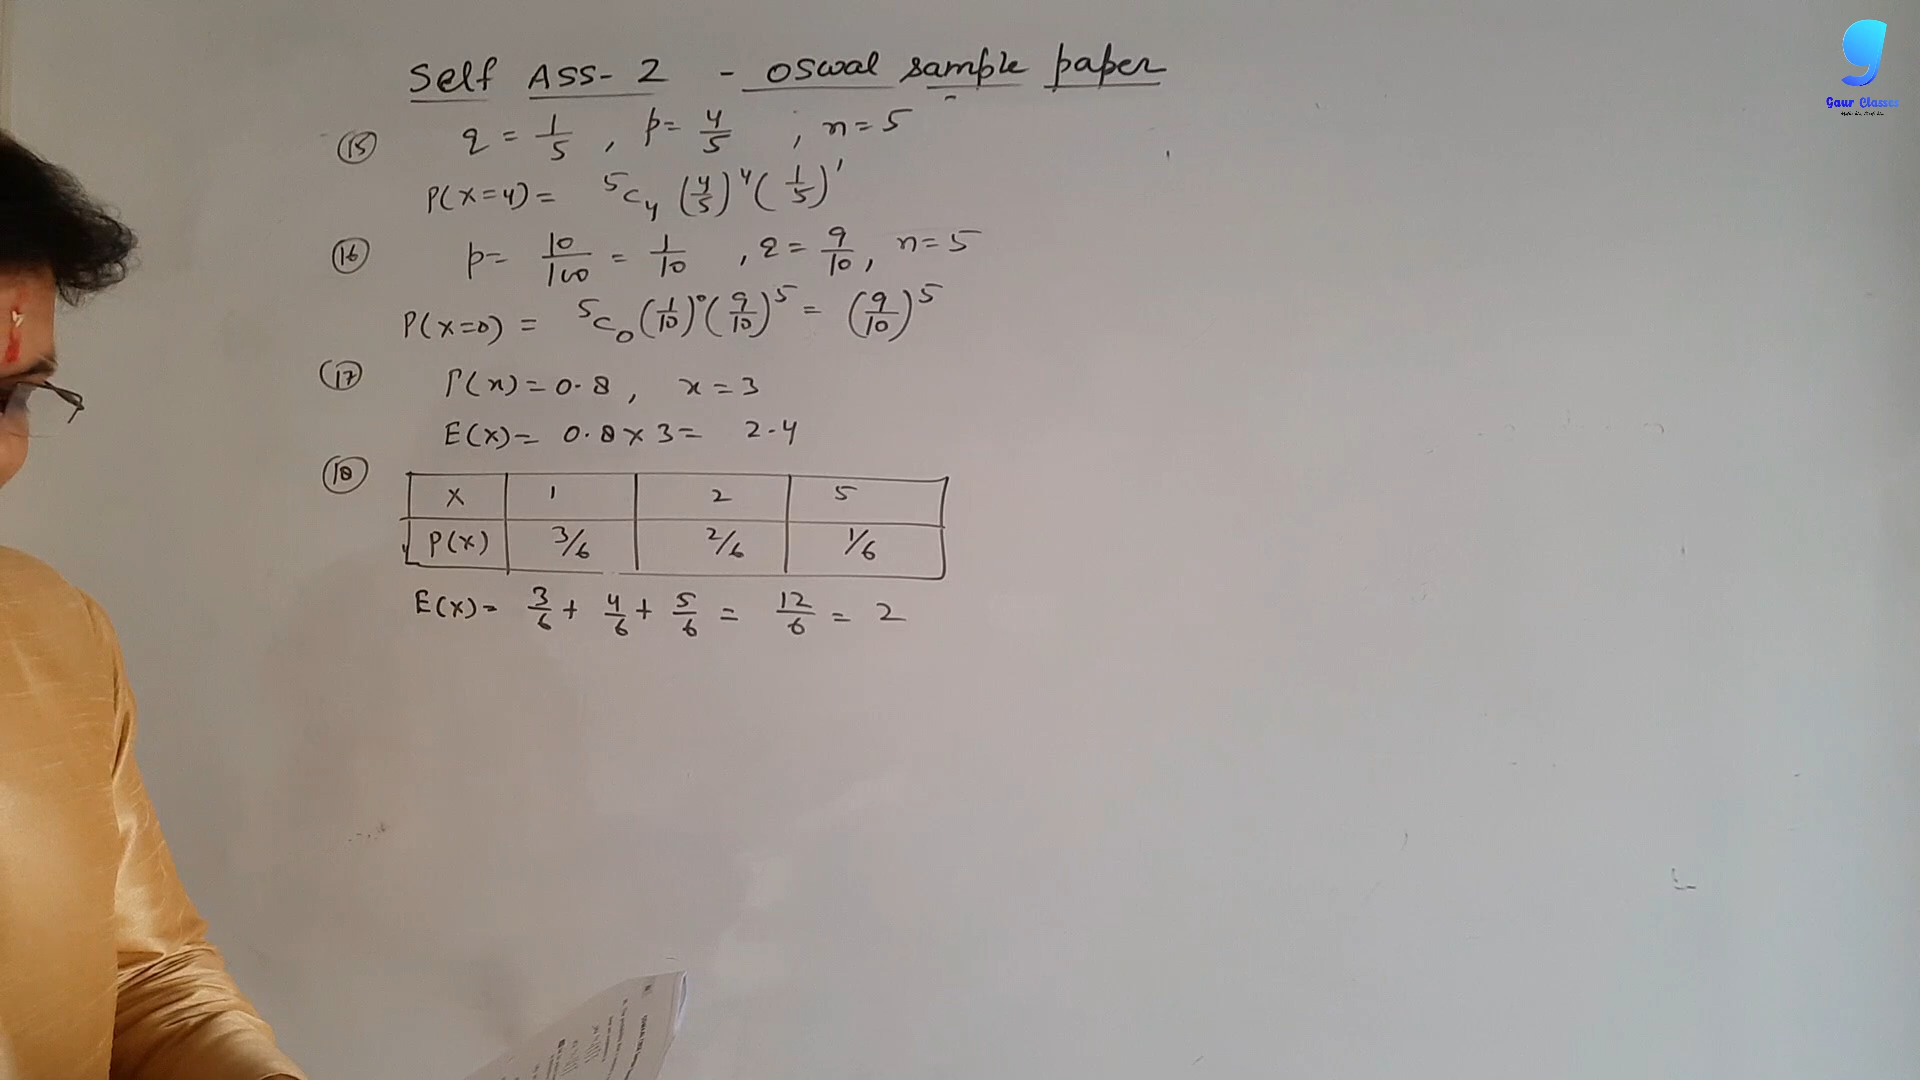 Self ASS-2 - oswal sample paper
(15) q = 1/5 , p = 4/5 , n = 5
P(X=4) = ⁵C₄ (4/5)⁴ (1/5)¹
(16) p = 10/100 = 1/10 , q = 9/10, n = 5
P(X=0) = ⁵C₀ (1/10)⁰ (9/10)⁵ = (9/10)⁵
(17) P(x) = 0.8 , x = 3
E(X) = 0.8 x 3 = 2.4
(18) X 1 2 5
P(X) 3/6 2/6 1/6
E(X) = 3/6 + 4/6 + 5/6 = 12/6 = 2
g
Gaur Classes